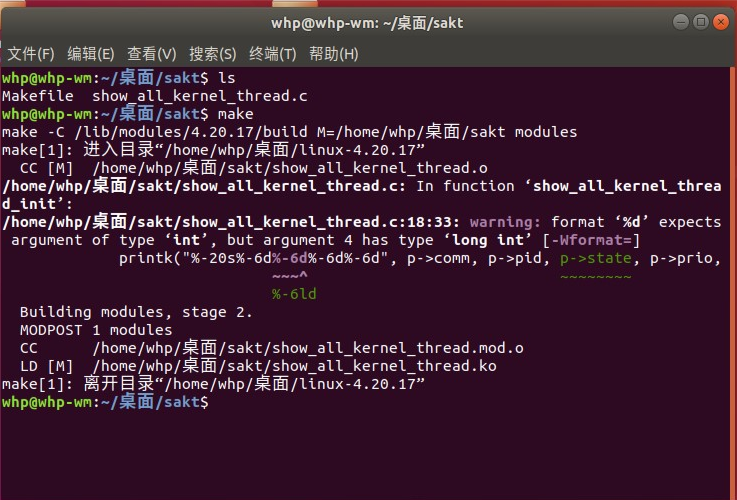 whp@whp-wm: ~/桌面/sakt
文件(F) 编辑(E) 查看(V) 搜索(S) 终端(T) 帮助(H)
whp@whp-wm:~/桌面/sakt$ ls
Makefile  show_all_kernel_thread.c
whp@whp-wm:~/桌面/sakt$ make
make -C /lib/modules/4.20.17/build M=/home/whp/桌面/sakt modules
make[1]: 进入目录“/home/whp/桌面/linux-4.20.17”
  CC [M]  /home/whp/桌面/sakt/show_all_kernel_thread.o
/home/whp/桌面/sakt/show_all_kernel_thread.c: In function ‘show_all_kernel_threa
d_init’:
/home/whp/桌面/sakt/show_all_kernel_thread.c:18:33: warning: format ‘%d’ expects
 argument of type ‘int’, but argument 4 has type ‘long int’ [-Wformat=]
             printk("%-20s%-6d%-6d%-6d%-6d", p->comm, p->pid, p->state, p->prio,
                              ~~~^                            ~~~~~~~~
                              %-6ld
  Building modules, stage 2.
  MODPOST 1 modules
  CC      /home/whp/桌面/sakt/show_all_kernel_thread.mod.o
  LD [M]  /home/whp/桌面/sakt/show_all_kernel_thread.ko
make[1]: 离开目录“/home/whp/桌面/linux-4.20.17”
whp@whp-wm:~/桌面/sakt$